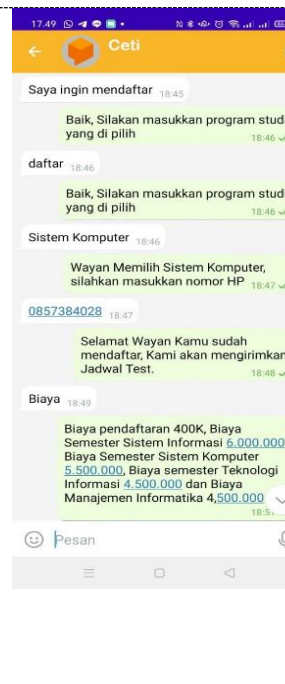 17.49
Ceti
Saya ingin mendaftar 18:45
Baik, Silakan masukkan program stud
yang di pilih 18:46
daftar 18:46
Baik, Silakan masukkan program stud
yang di pilih 18:46
Sistem Komputer 18:46
Wayan Memilih Sistem Komputer,
silahkan masukkan nomor HP 18:47
0857384028 18:47
Selamat Wayan Kamu sudah
mendaftar, Kami akan mengirimkan
Jadwal Test. 18:48
Biaya 18:49
Biaya pendaftaran 400K, Biaya
Semester Sistem Informasi 6.000.000
Biaya Semester Sistem Komputer
5.500.000, Biaya semester Teknologi
Informasi 4.500.000 dan Biaya
Manajemen Informatika 4,500.000
Pesan